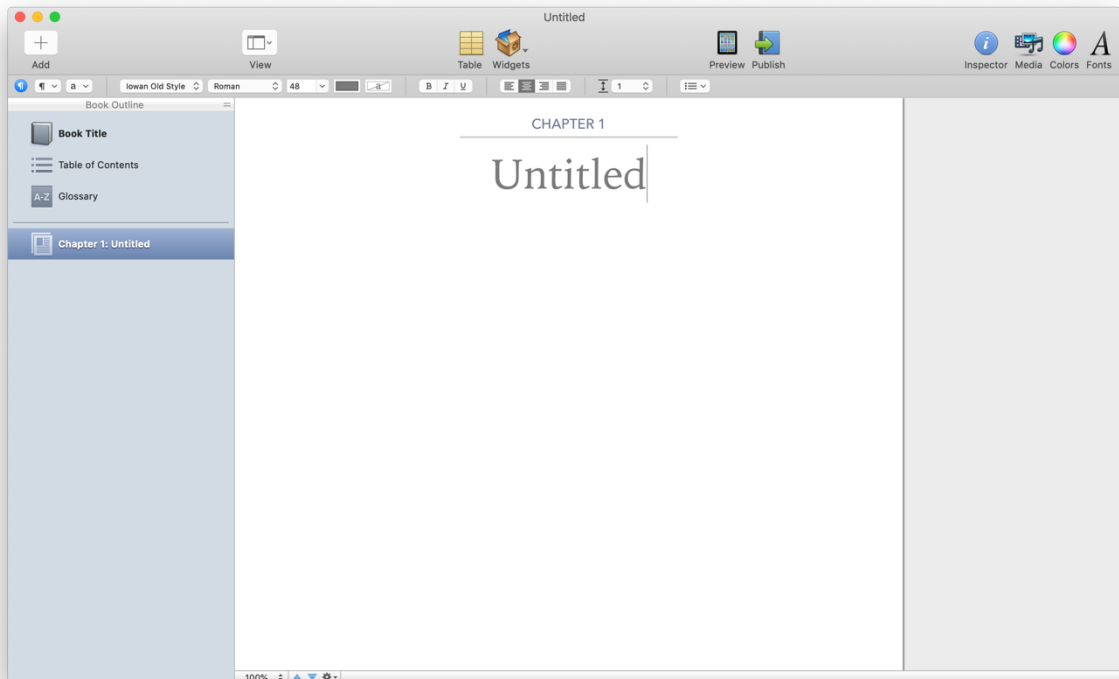 Untitled
Add
View
Table
Widgets
Preview
Publish
Inspector
Media
Colors
Fonts
¶ ¶ a Iowan Old Style Roman 48 a B I U 1
Book Outline
Book Title
Table of Contents
A-Z Glossary
Chapter 1: Untitled
CHAPTER 1
Untitled
100%